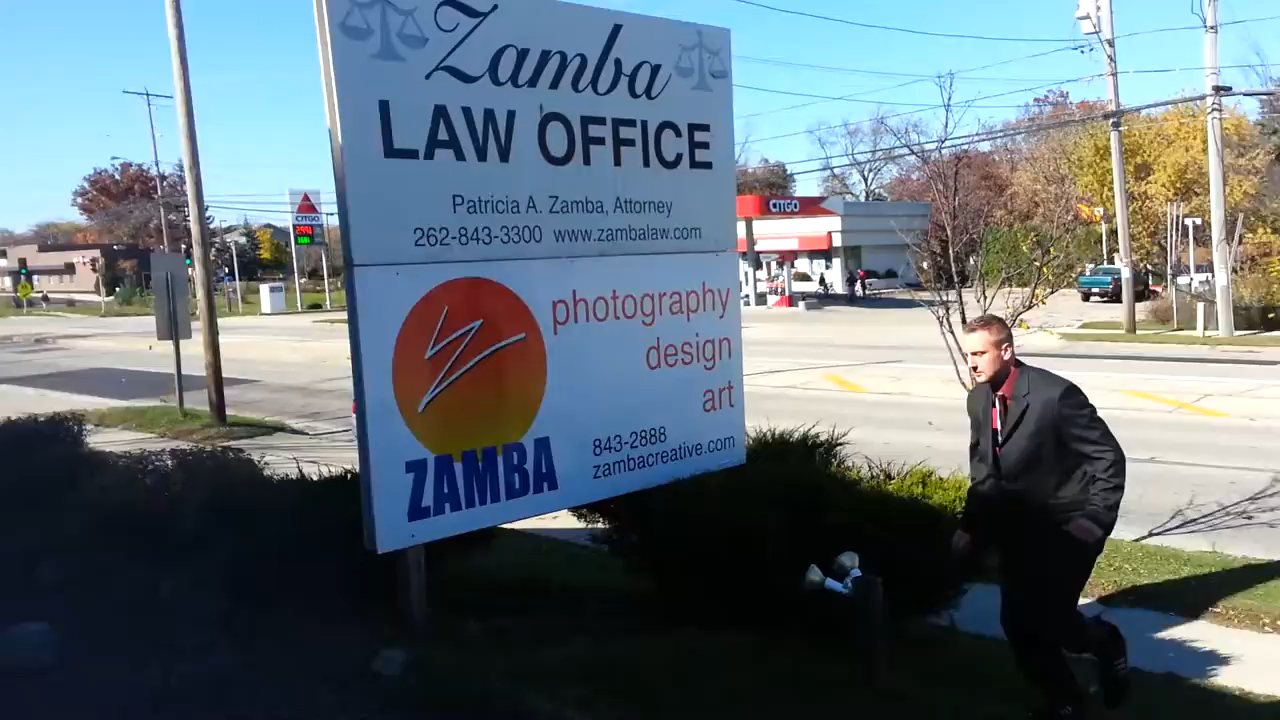 Zamba
LAW OFFICE
Patricia A. Zamba, Attorney
262-843-3300 www.zambalaw.com
photography
design
art
ZAMBA
843-2888
zambacreative.com
CITGO
CITGO